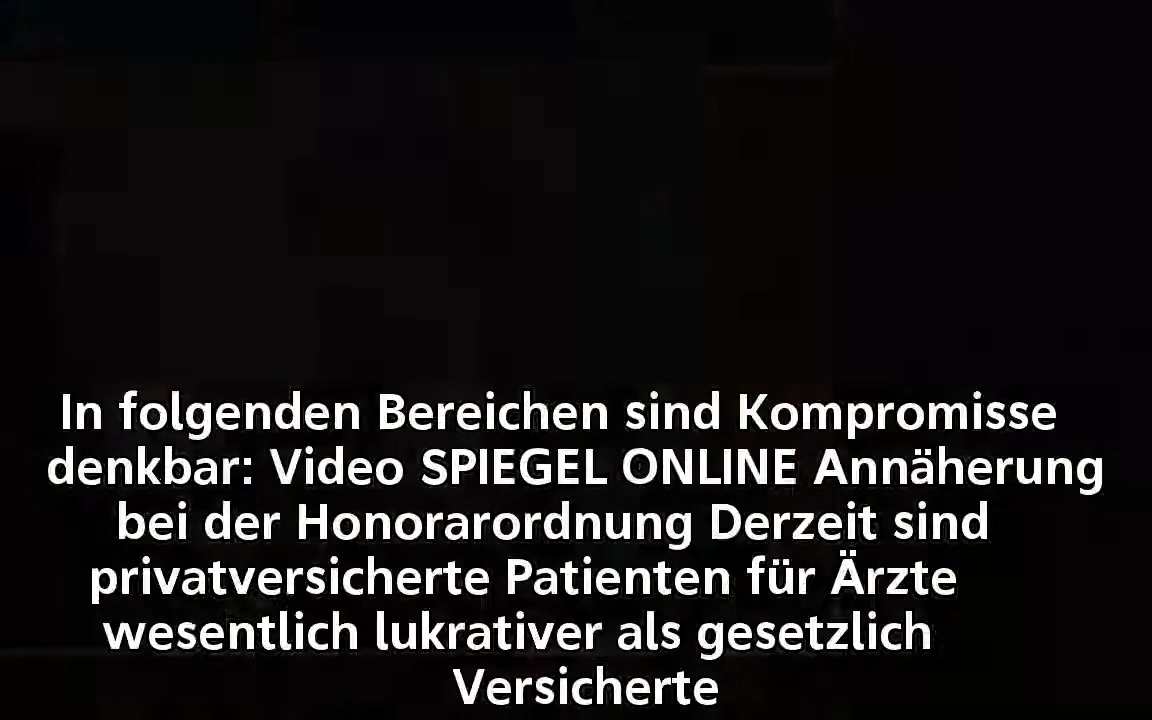 In folgenden Bereichen sind Kompromisse
denkbar: Video SPIEGEL ONLINE Annäherung
bei der Honorarordnung Derzeit sind
privatversicherte Patienten für Ärzte
wesentlich lukrativer als gesetzlich
Versicherte